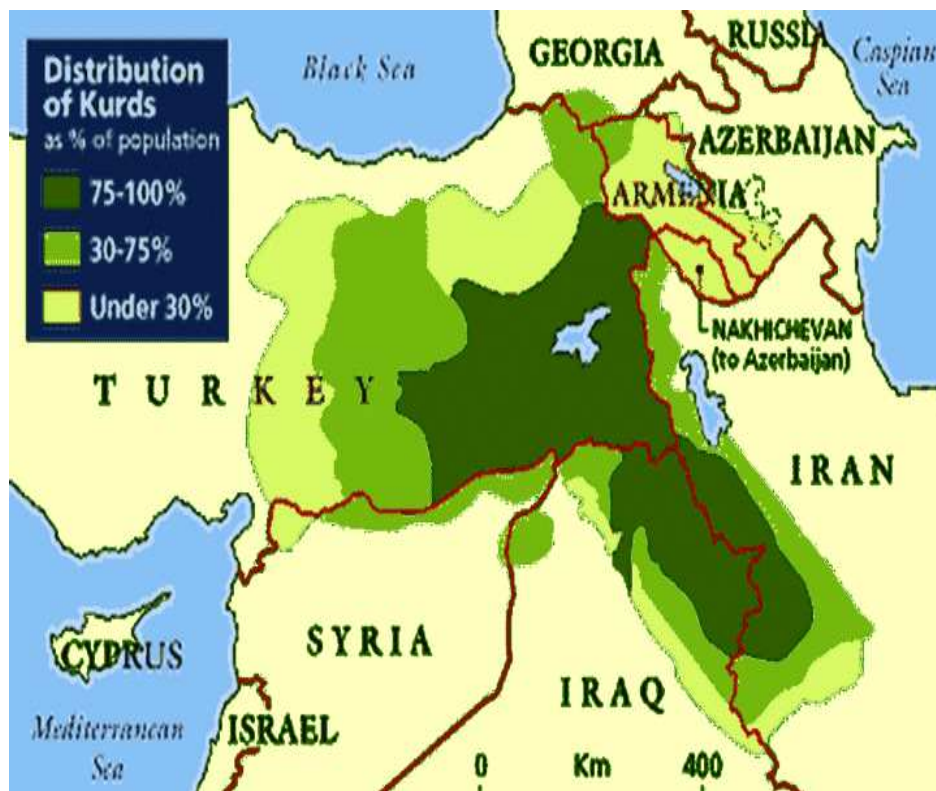 Distribution
of Kurds
as % of population
75-100%
30-75%
Under 30%
Black Sea
GEORGIA
RUSSIA
Caspian
Sea
AZERBAIJAN
ARMENIA?
NAKHICHEVAN
(to Azerbaijan)
TURKEY
IRAN
CYPRUS
SYRIA
IRAQ
ISRAEL
Mediterranean
Sea
0 Km 400